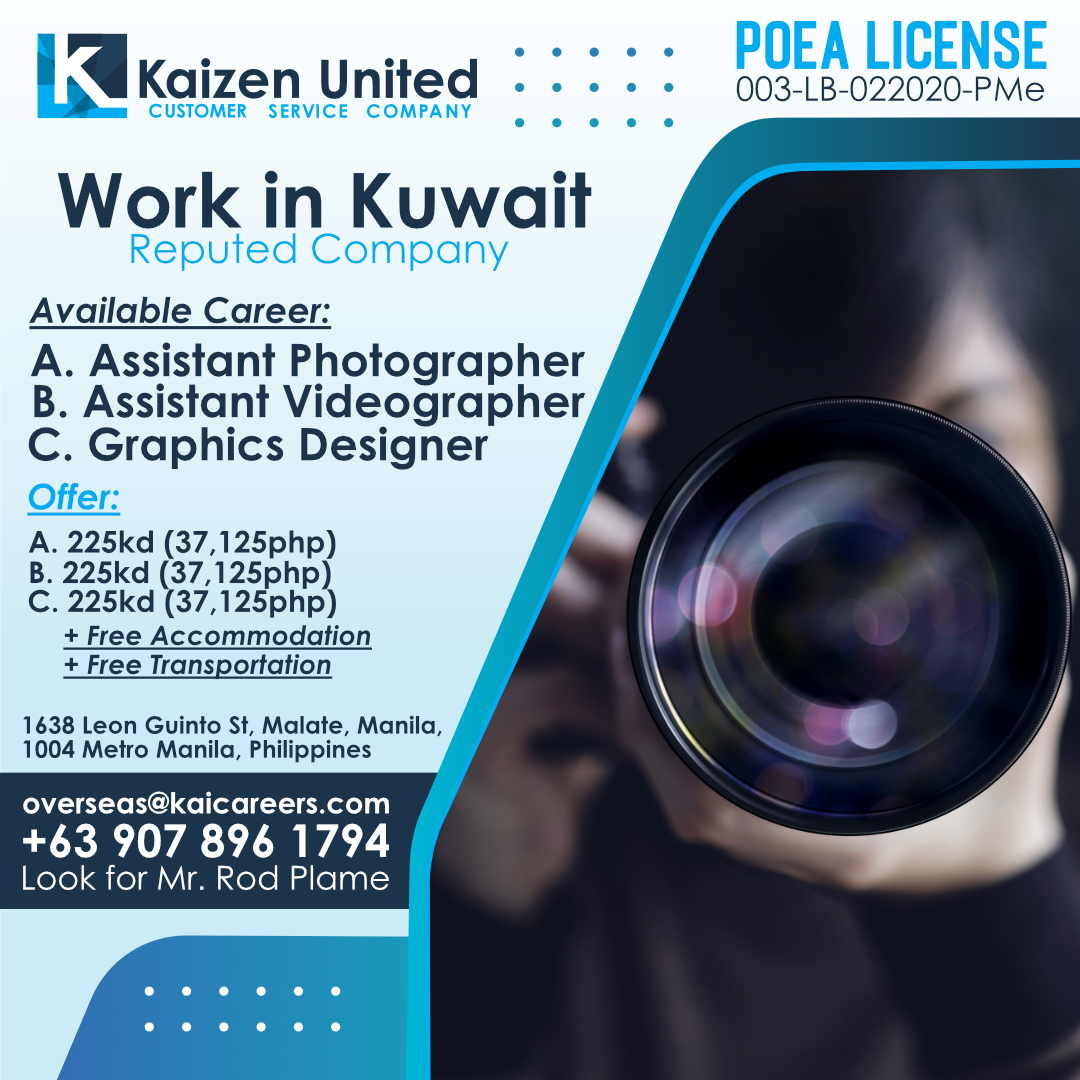 K Kaizen United
CUSTOMER SERVICE COMPANY
POEA LICENSE
003-LB-022020-PMe
Work in Kuwait
Reputed Company
Available Career:
A. Assistant Photographer
B. Assistant Videographer
C. Graphics Designer
Offer:
A. 225kd (37,125php)
B. 225kd (37,125php)
C. 225kd (37,125php)
+ Free Accommodation
+ Free Transportation
1638 Leon Guinto St, Malate, Manila,
1004 Metro Manila, Philippines
overseas@kaicareers.com
+63 907 896 1794
Look for Mr. Rod Plame